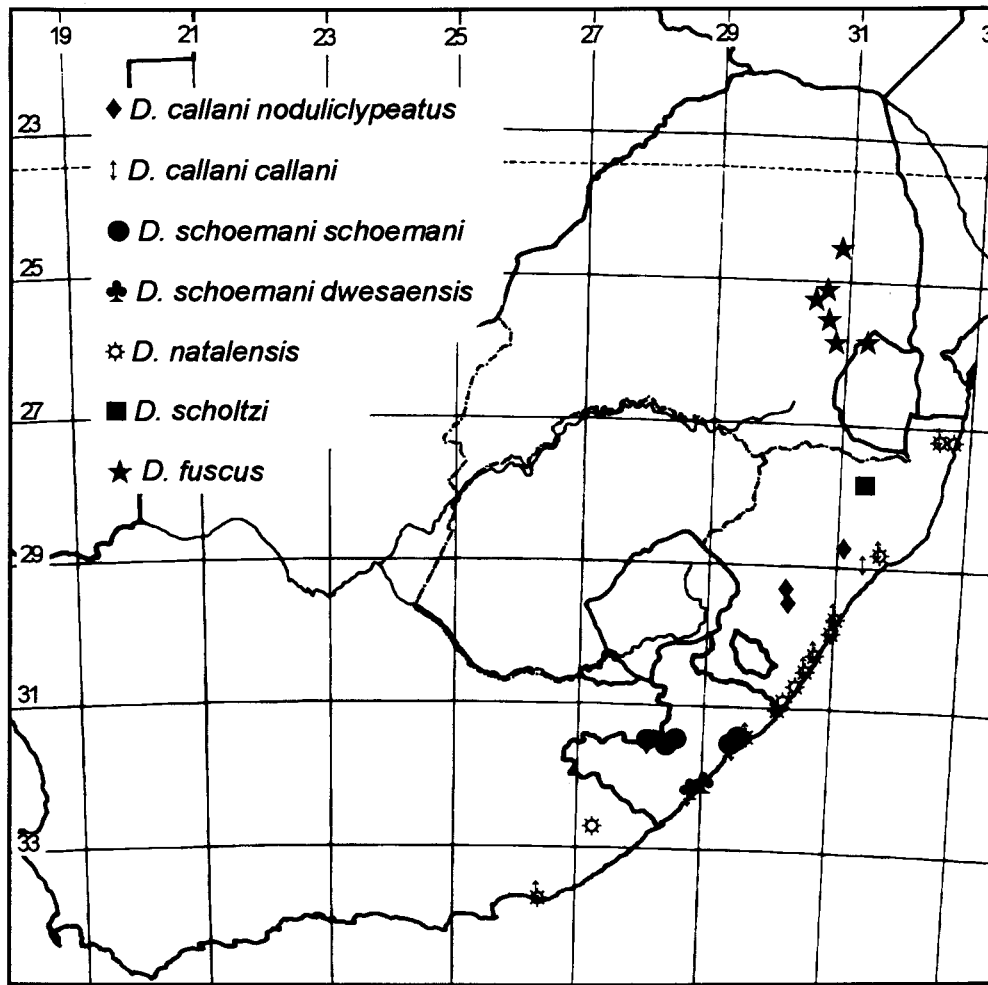 19 21 23 25 27 29 31 3
D. callani noduliclypeatus
23
D. callani callani
D. schoemani schoemani
25
D. schoemani dwesaensis
D. natalensis
D. scholtzi
27
D. fuscus
29
31
33